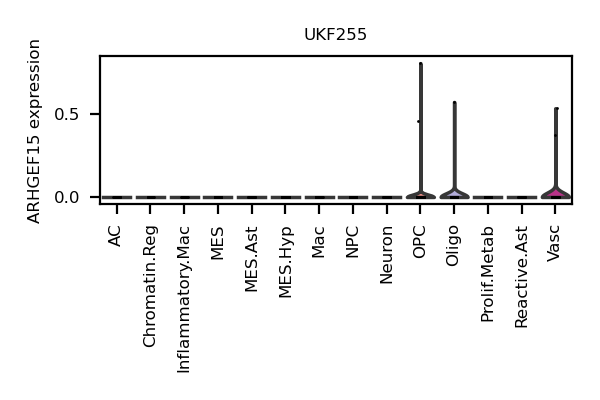 UKF255
ARHGEF15 expression
0.5
0.0
AC
Chromatin.Reg
Inflammatory.Mac
MES
MES.Ast
MES.Hyp
Mac
NPC
Neuron
OPC
Oligo
Prolif.Metab
Reactive.Ast
Vasc